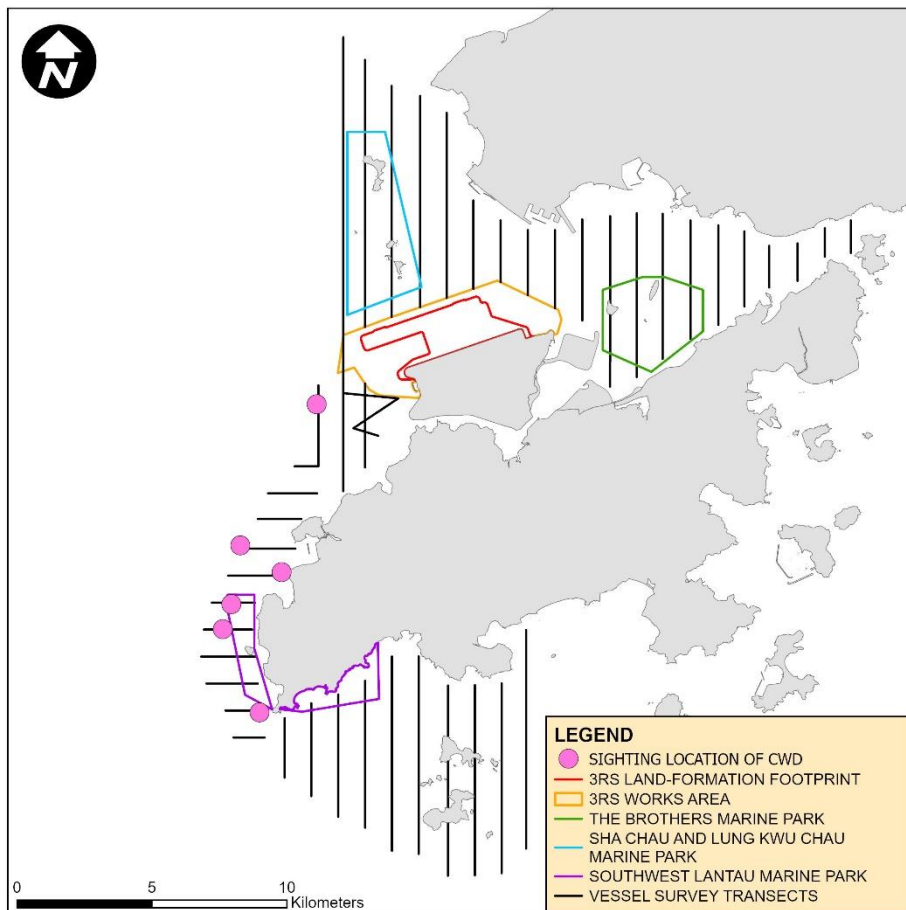 N
LEGEND
SIGHTING LOCATION OF CWD
3RS LAND-FORMATION FOOTPRINT
3RS WORKS AREA
THE BROTHERS MARINE PARK
SHA CHAU AND LUNG KWU CHAU
MARINE PARK
SOUTHWEST LANTAU MARINE PARK
VESSEL SURVEY TRANSECTS
0 5 10
Kilometers